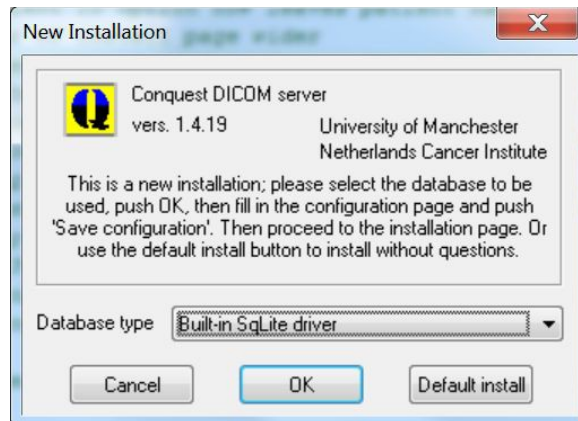 page wider
New Installation
X
Conquest DICOM server
vers. 1.4.19
University of Manchester
Netherlands Cancer Institute
This is a new installation; please select the database to be
used, push OK, then fill in the configuration page and push
'Save configuration'. Then proceed to the installation page. Or
use the default install button to install without questions.
Database type
Built-in SqLite driver
Cancel
OK
Default install